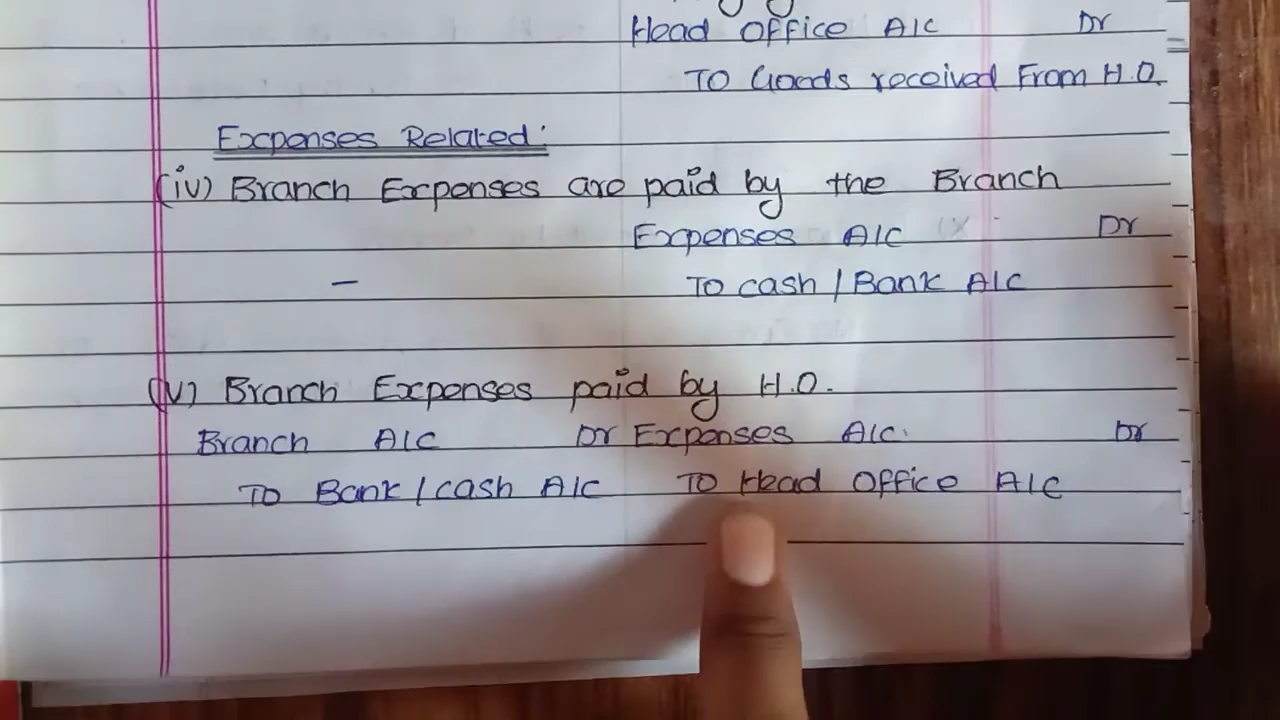 Head Office A/C Dr
To Goods received From H.O.
Expenses Related:
(iv) Branch Expenses are paid by the Branch
Expenses A/C Dr
- To cash / Bank A/C
(v) Branch Expenses paid by H.O.
Branch A/C Dr Expenses A/C. Dr
To Bank / cash A/C To Head Office A/C